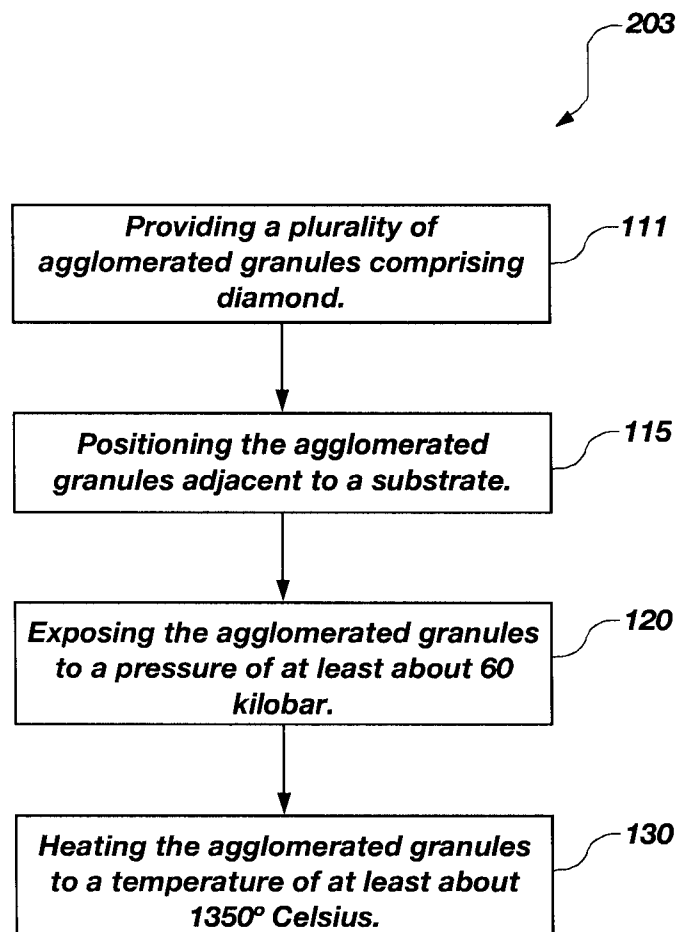 203
Providing a plurality of
agglomerated granules comprising
diamond.
111
Positioning the agglomerated
granules adjacent to a substrate.
115
Exposing the agglomerated granules
to a pressure of at least about 60
kilobar.
120
Heating the agglomerated granules
to a temperature of at least about
1350º Celsius.
130